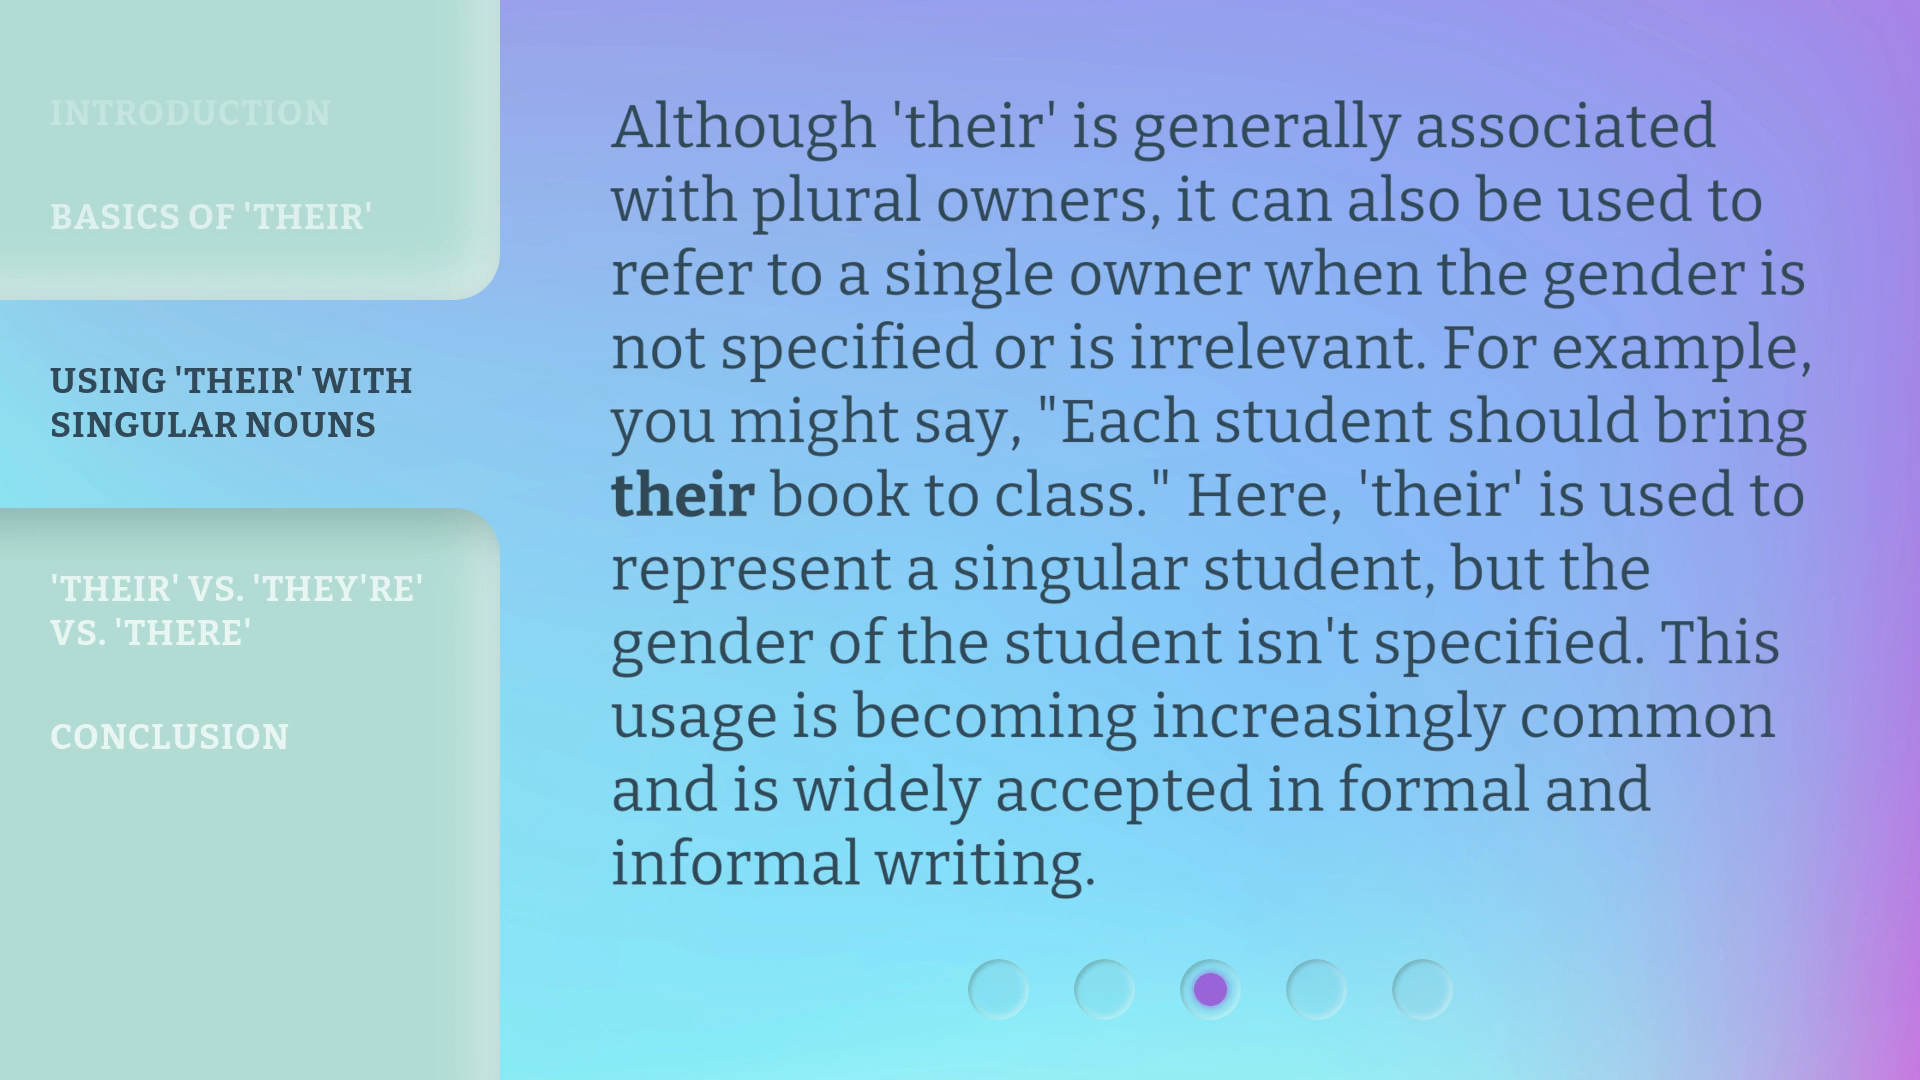 INTRODUCTION
BASICS OF 'THEIR'
USING 'THEIR' WITH
SINGULAR NOUNS
'THEIR' VS. 'THEY'RE'
VS. 'THERE'
CONCLUSION
Although 'their' is generally associated
with plural owners, it can also be used to
refer to a single owner when the gender is
not specified or is irrelevant. For example,
you might say, "Each student should bring
their book to class." Here, 'their' is used to
represent a singular student, but the
gender of the student isn't specified. This
usage is becoming increasingly common
and is widely accepted in formal and
informal writing.